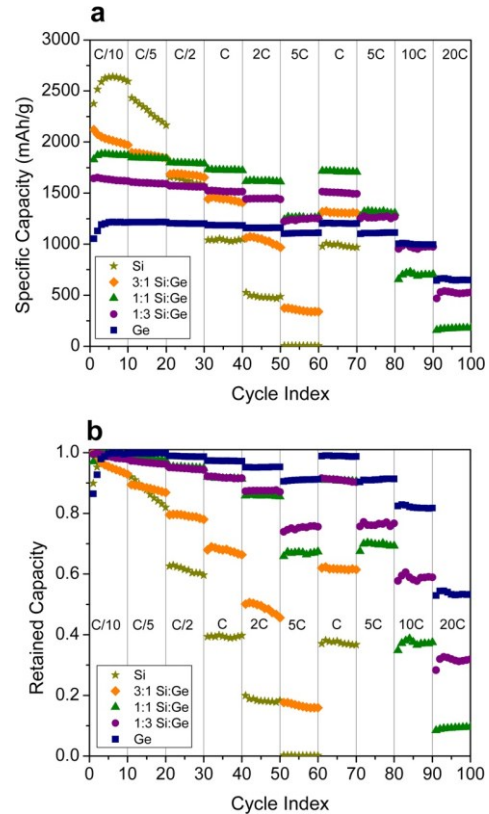 a
C/10 C/5 C/2 C 2C 5C C 5C 10C 20C
3000
2500
2000
1500
1000
500
0
Specific Capacity (mAh/g)
Si
3:1 Si:Ge
1:1 Si:Ge
1:3 Si:Ge
Ge
0 10 20 30 40 50 60 70 80 90 100
Cycle Index
b
1.0
0.8
0.6
0.4
0.2
0.0
Retained Capacity
C/10 C/5 C/2 C 2C 5C C 5C 10C 20C
Si
3:1 Si:Ge
1:1 Si:Ge
1:3 Si:Ge
Ge
0 10 20 30 40 50 60 70 80 90 100
Cycle Index